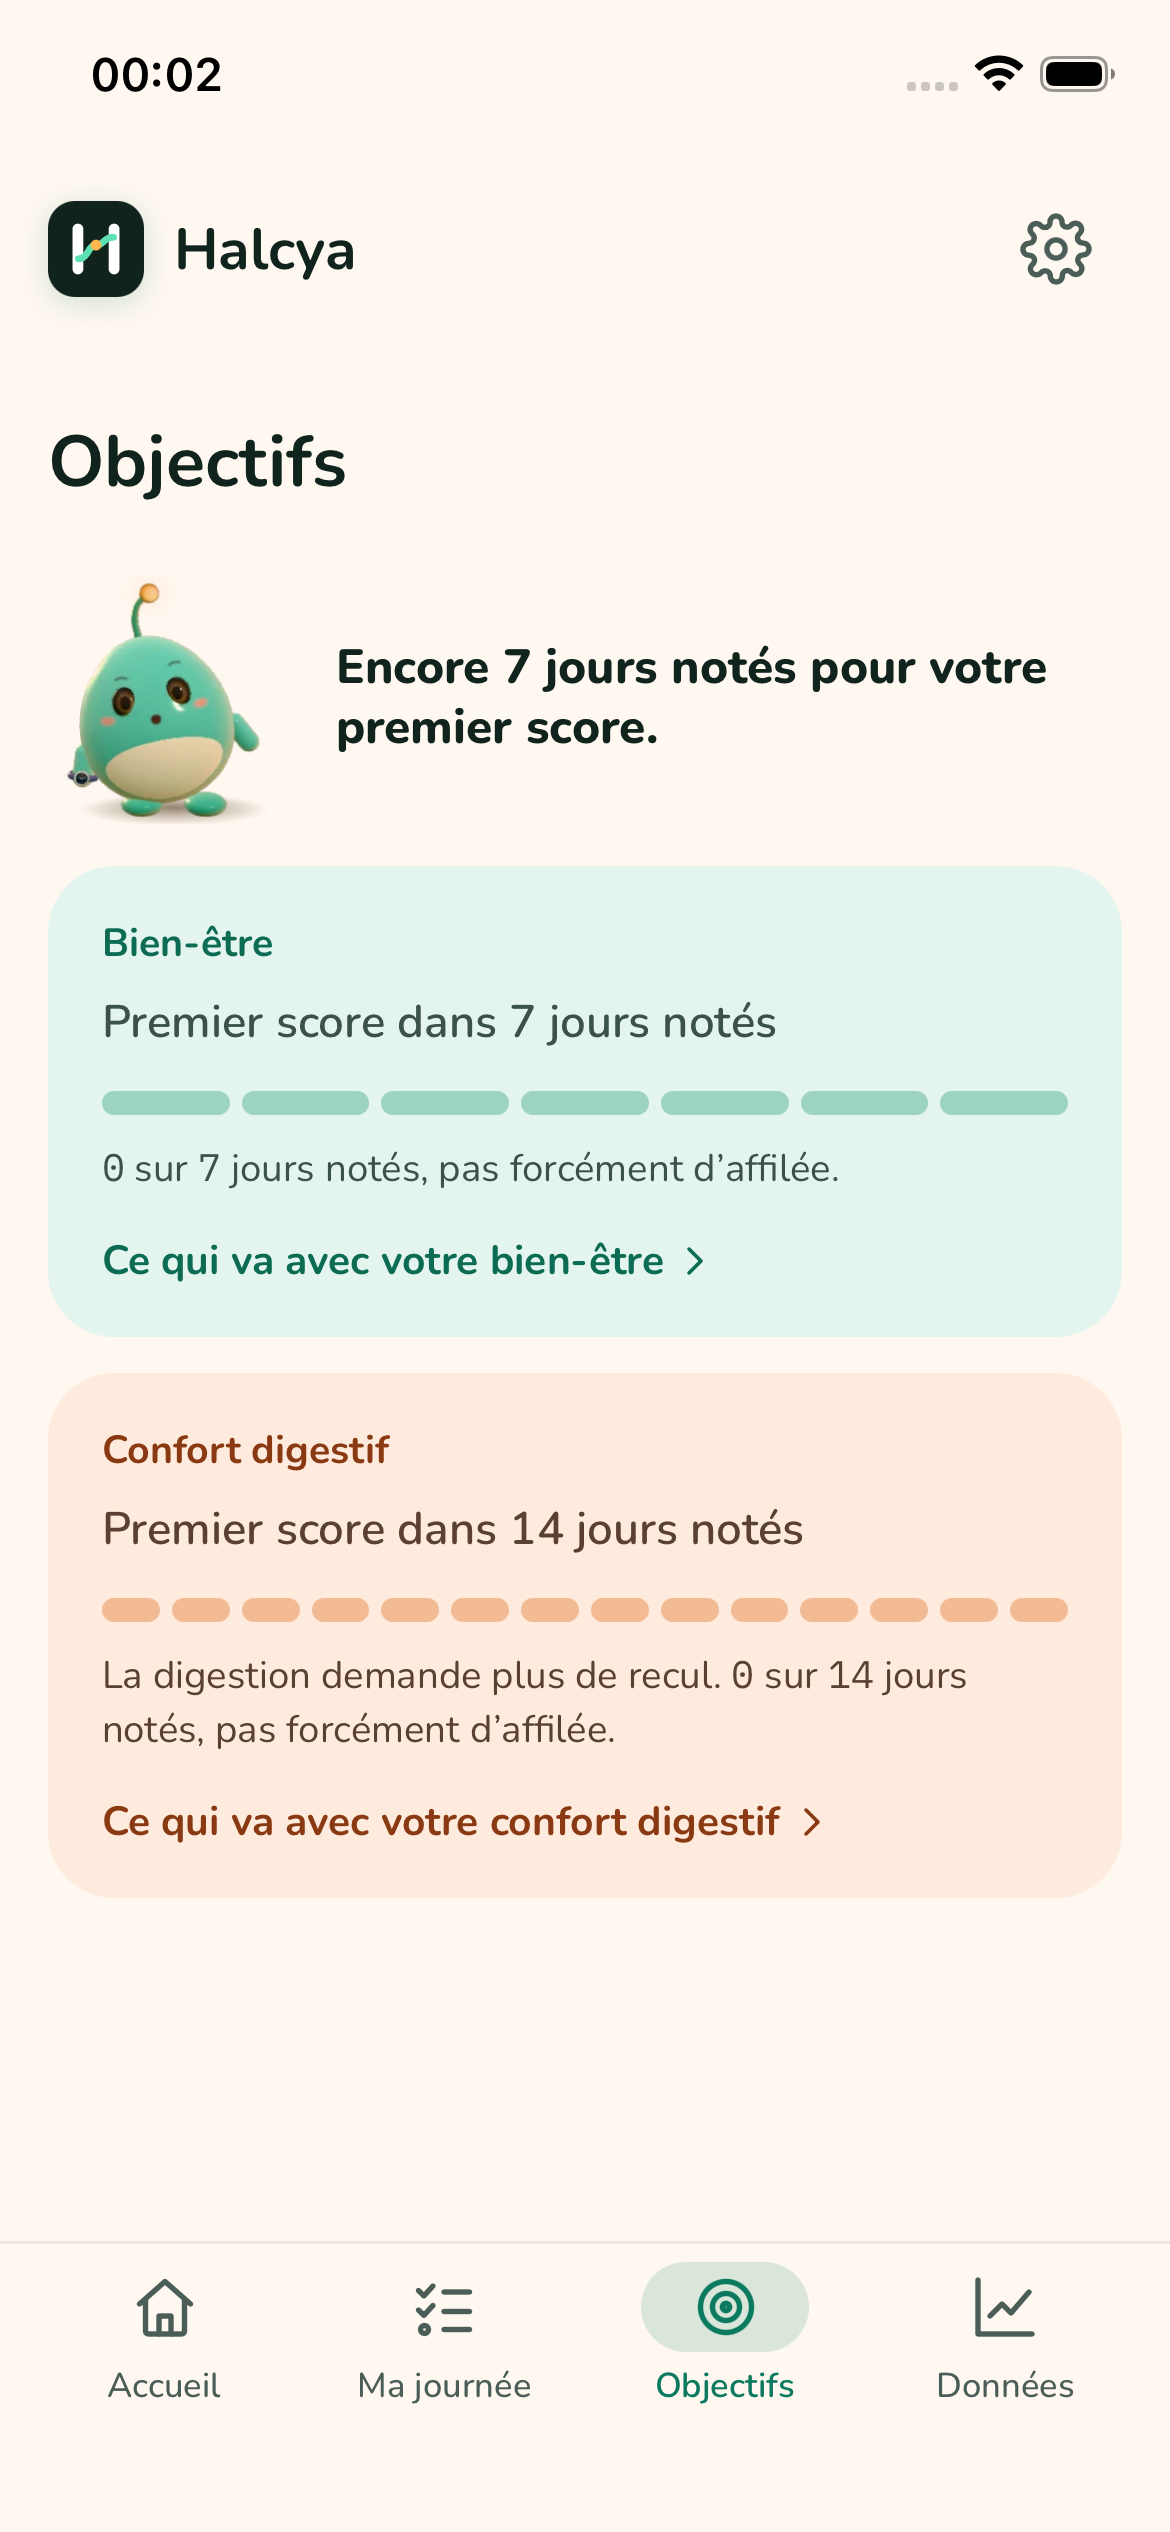 00:02
Halcya
Objectifs
Encore 7 jours notés pour votre
premier score.
Bien-être
Premier score dans 7 jours notés
0 sur 7 jours notés, pas forcément d’affilée.
Ce qui va avec votre bien-être
Confort digestif
Premier score dans 14 jours notés
La digestion demande plus de recul. 0 sur 14 jours
notés, pas forcément d’affilée.
Ce qui va avec votre confort digestif
Accueil
Ma journée
Objectifs
Données